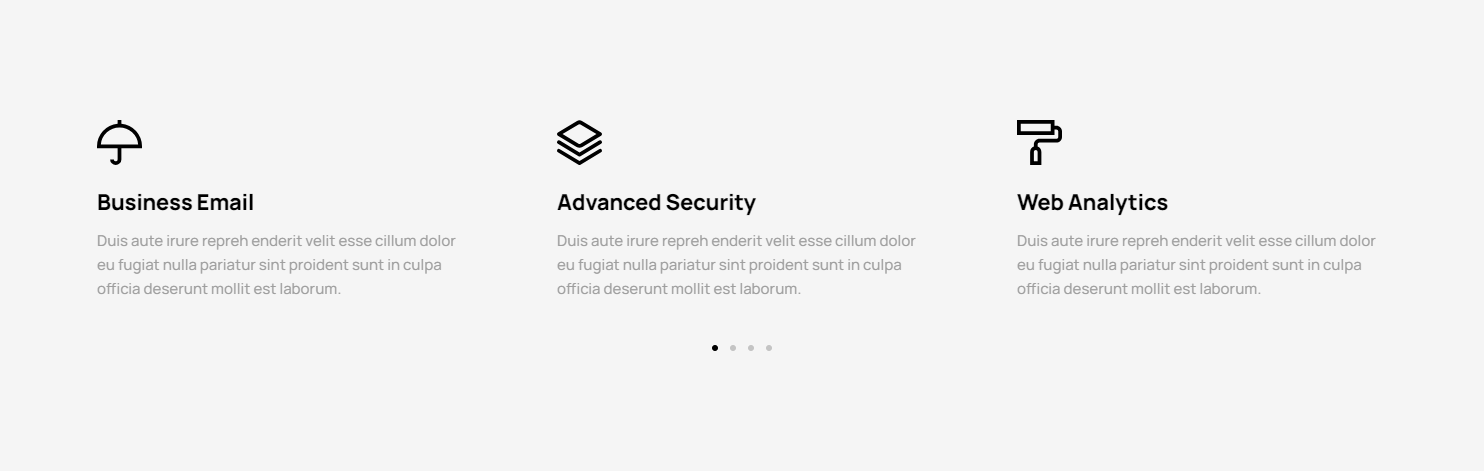 Business Email
Duis aute irure repreh enderit velit esse cillum dolor
eu fugiat nulla pariatur sint proident sunt in culpa
officia deserunt mollit est laborum.
Advanced Security
Duis aute irure repreh enderit velit esse cillum dolor
eu fugiat nulla pariatur sint proident sunt in culpa
officia deserunt mollit est laborum.
Web Analytics
Duis aute irure repreh enderit velit esse cillum dolor
eu fugiat nulla pariatur sint proident sunt in culpa
officia deserunt mollit est laborum.